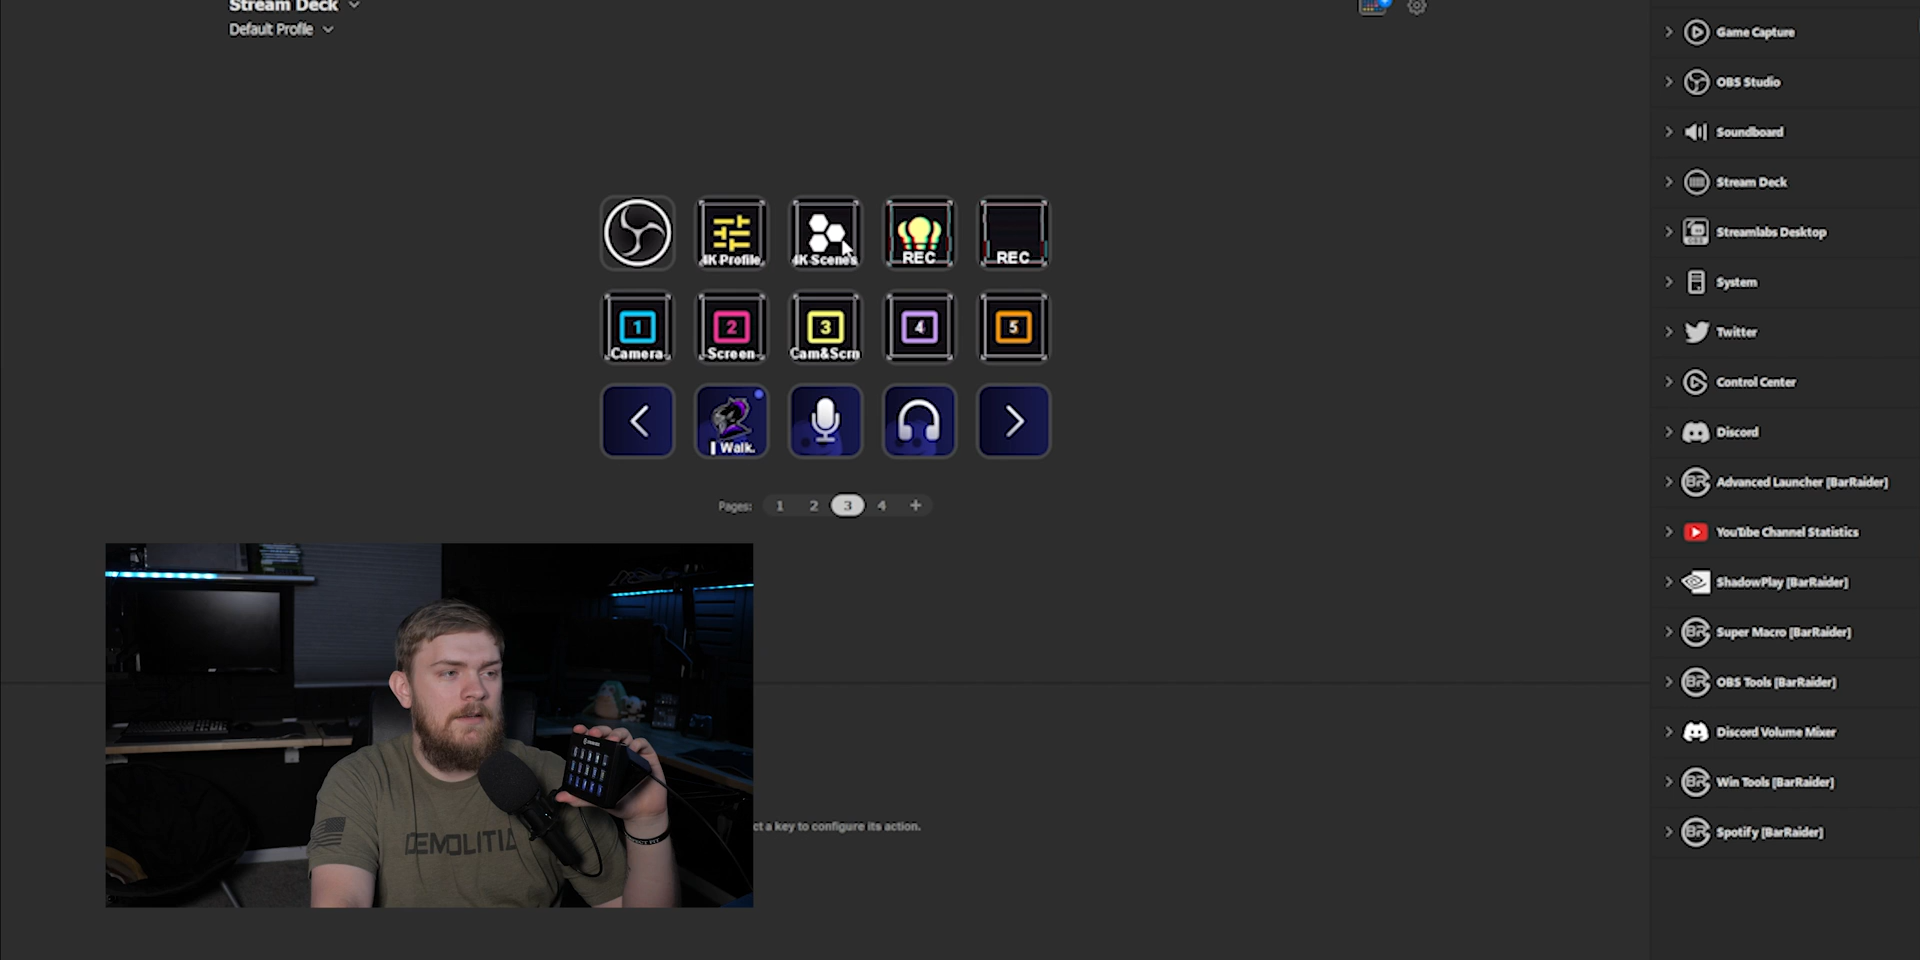 Stream Deck
Default Profile
4K Profile
4K Scenes
REC
REC
1
Camera
2
Screen
3
Cam&Scrn
4
5
Walk.
Pages: 1 2 3 4 +
ct a key to configure its action.
DEMOLITI
Game Capture
OBS Studio
Soundboard
Stream Deck
Streamlabs Desktop
System
Twitter
Control Center
Discord
Advanced Launcher [BarRaider]
YouTube Channel Statistics
ShadowPlay [BarRaider]
Super Macro [BarRaider]
OBS Tools [BarRaider]
Discord Volume Mixer
Win Tools [BarRaider]
Spotify [BarRaider]